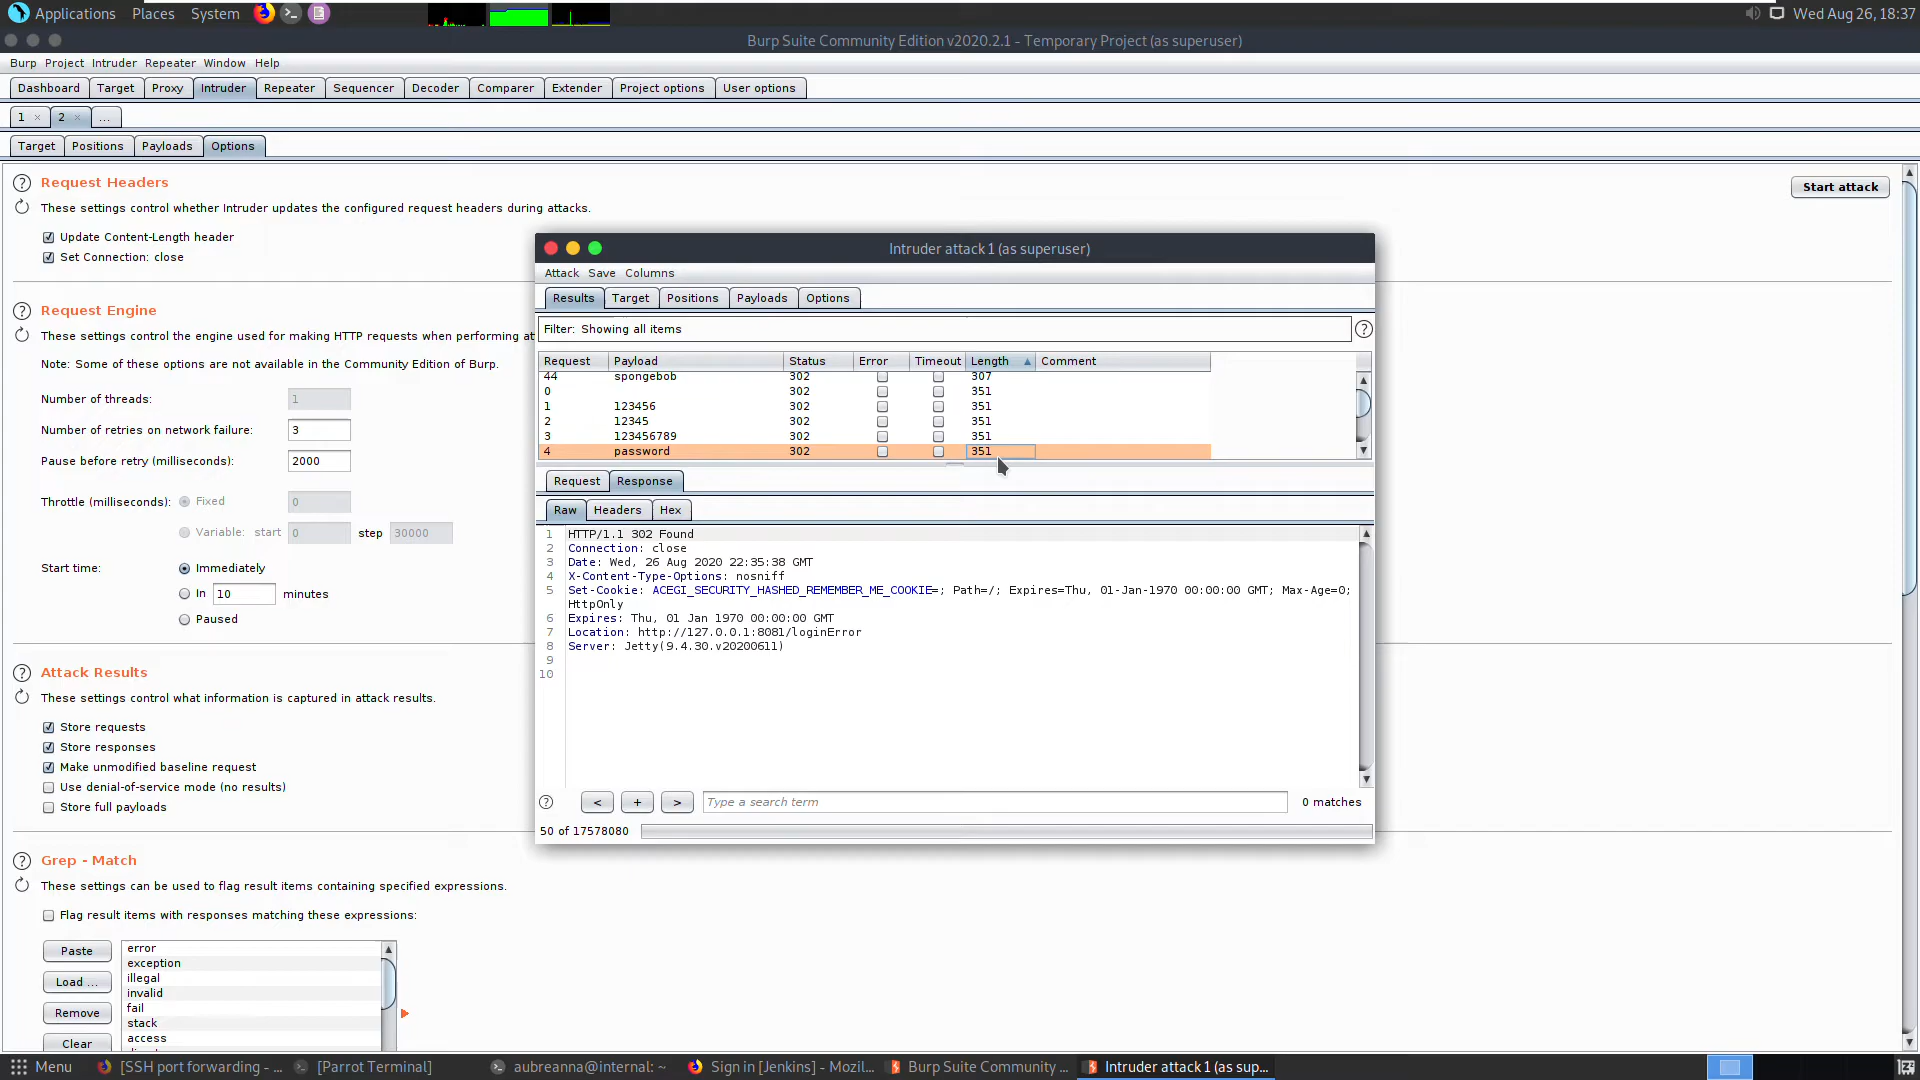 Applications Places System Wed Aug 26, 18:37
Burp Suite Community Edition v2020.2.1 - Temporary Project (as superuser)
Burp Project Intruder Repeater Window Help
Dashboard Target Proxy Intruder Repeater Sequencer Decoder Comparer Extender Project options User options
1 × 2 × ...
Target Positions Payloads Options
Request Headers
Start attack
These settings control whether Intruder updates the configured request headers during attacks.
Update Content-Length header
Set Connection: close
Request Engine
These settings control the engine used for making HTTP requests when performing at
Note: Some of these options are not available in the Community Edition of Burp.
Number of threads: 1
Number of retries on network failure: 3
Pause before retry (milliseconds): 2000
Throttle (milliseconds): Fixed 0
Variable: start 0 step 30000
Start time: Immediately
In 10 minutes
Paused
Attack Results
These settings control what information is captured in attack results.
Store requests
Store responses
Make unmodified baseline request
Use denial-of-service mode (no results)
Store full payloads
Grep - Match
These settings can be used to flag result items containing specified expressions.
Flag result items with responses matching these expressions:
Paste
Load ...
Remove
Clear
error
exception
illegal
invalid
fail
stack
access
Intruder attack 1 (as superuser)
Attack Save Columns
Results Target Positions Payloads Options
Filter: Showing all items
Request Payload Status Error Timeout Length Comment
44 spongebob 302 307
0 302 351
1 123456 302 351
2 12345 302 351
3 123456789 302 351
4 password 302 351
Request Response
Raw Headers Hex
1 HTTP/1.1 302 Found
2 Connection: close
3 Date: Wed, 26 Aug 2020 22:35:38 GMT
4 X-Content-Type-Options: nosniff
5 Set-Cookie: ACEGI_SECURITY_HASHED_REMEMBER_ME_COOKIE=; Path=/; Expires=Thu, 01-Jan-1970 00:00:00 GMT; Max-Age=0;
HttpOnly
6 Expires: Thu, 01 Jan 1970 00:00:00 GMT
7 Location: http://127.0.0.1:8081/loginError
8 Server: Jetty(9.4.30.v20200611)
9
10
< + > Type a search term 0 matches
50 of 17578080
Menu [SSH port forwarding - ... [Parrot Terminal] aubreanna@internal: ~ Sign in [Jenkins] - Mozil... Burp Suite Community ... Intruder attack 1 (as sup...